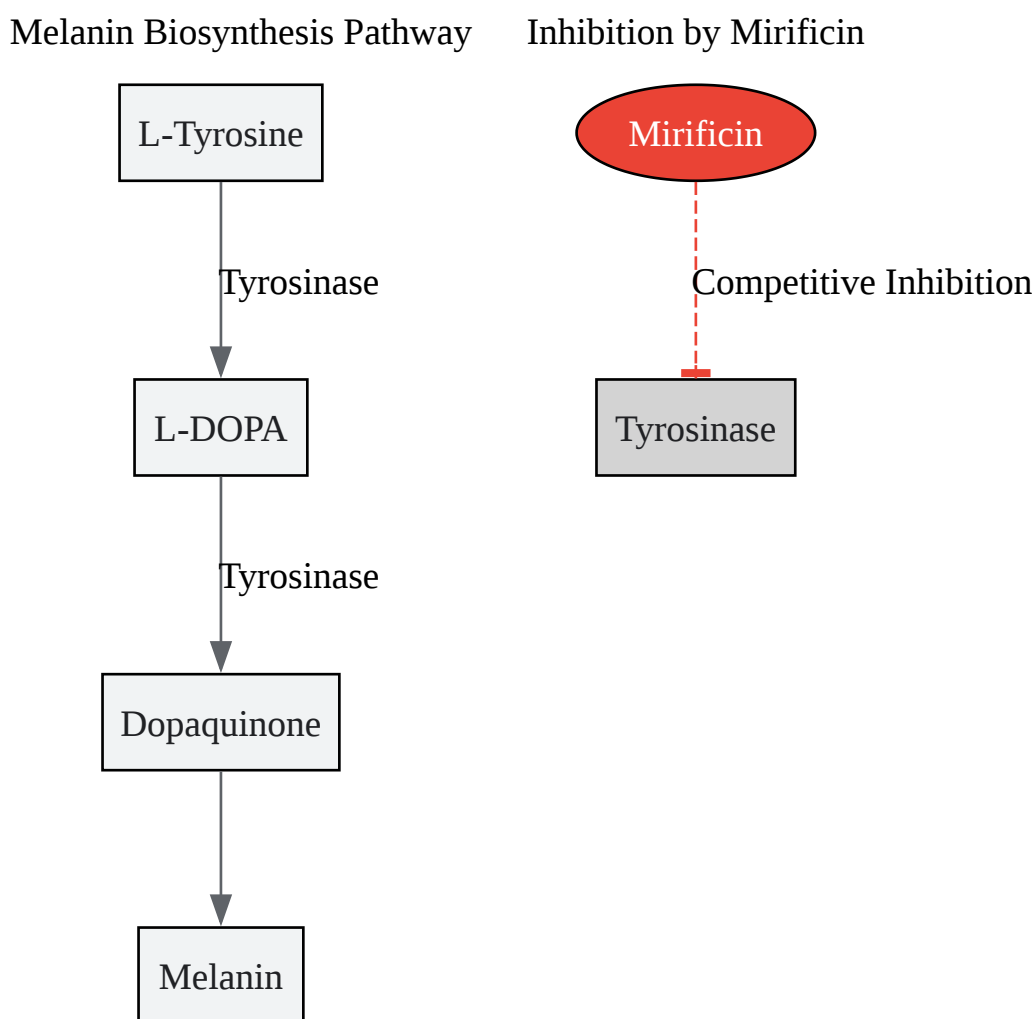 Melanin Biosynthesis Pathway
L-Tyrosine
Tyrosinase
L-DOPA
Tyrosinase
Dopaquinone
Melanin
Inhibition by Mirificin
Mirificin
Competitive Inhibition
Tyrosinase